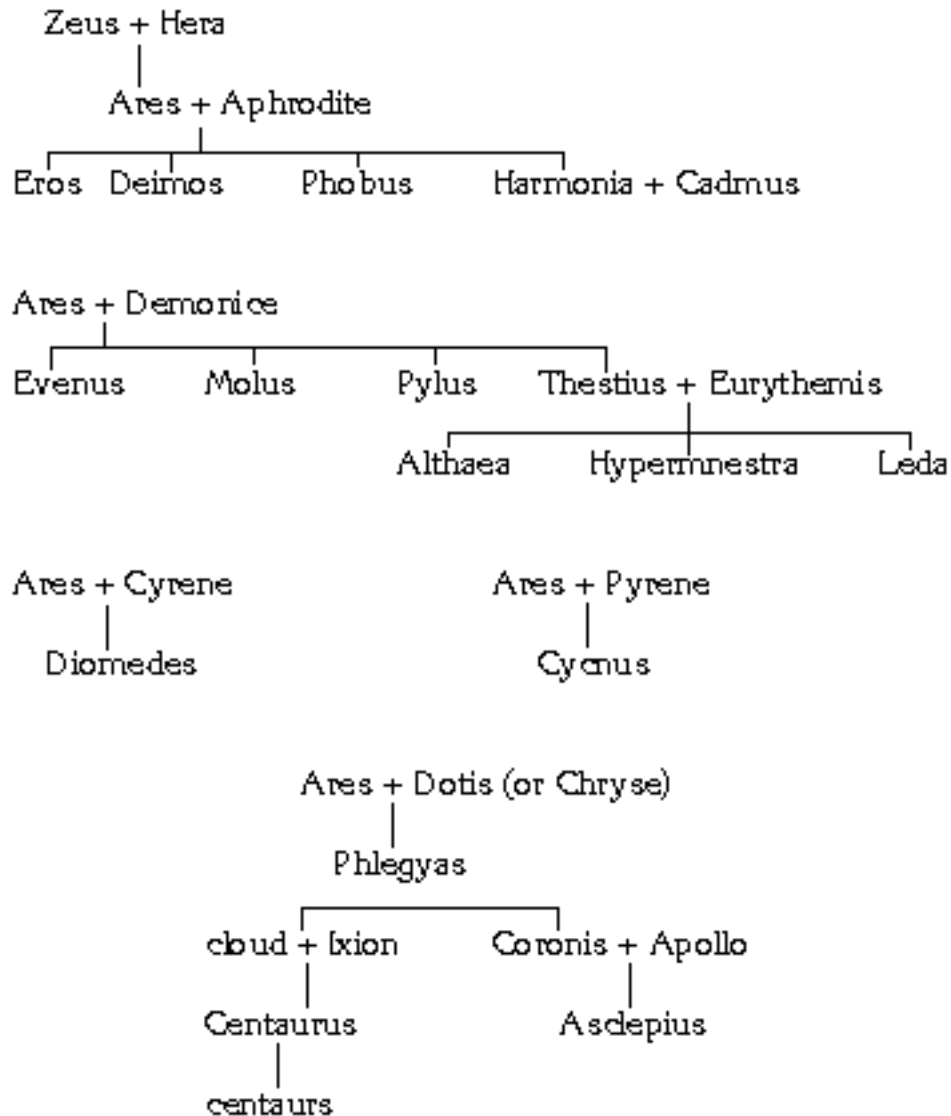 Zeus + Hera
Ares + Aphrodite
Eros Deimos Phobus Harmonia + Cadmus
Ares + Demonice
Evenus Molus Pylus Thestius + Eurythemis
Althaea Hypermnestra Leda
Ares + Cyrene Ares + Pyrene
Diomedes Cycnus
Ares + Dotis (or Chryse)
Phlegyas
cloud + Ixion Coronis + Apollo
Centaurus Asclepius
centaurs